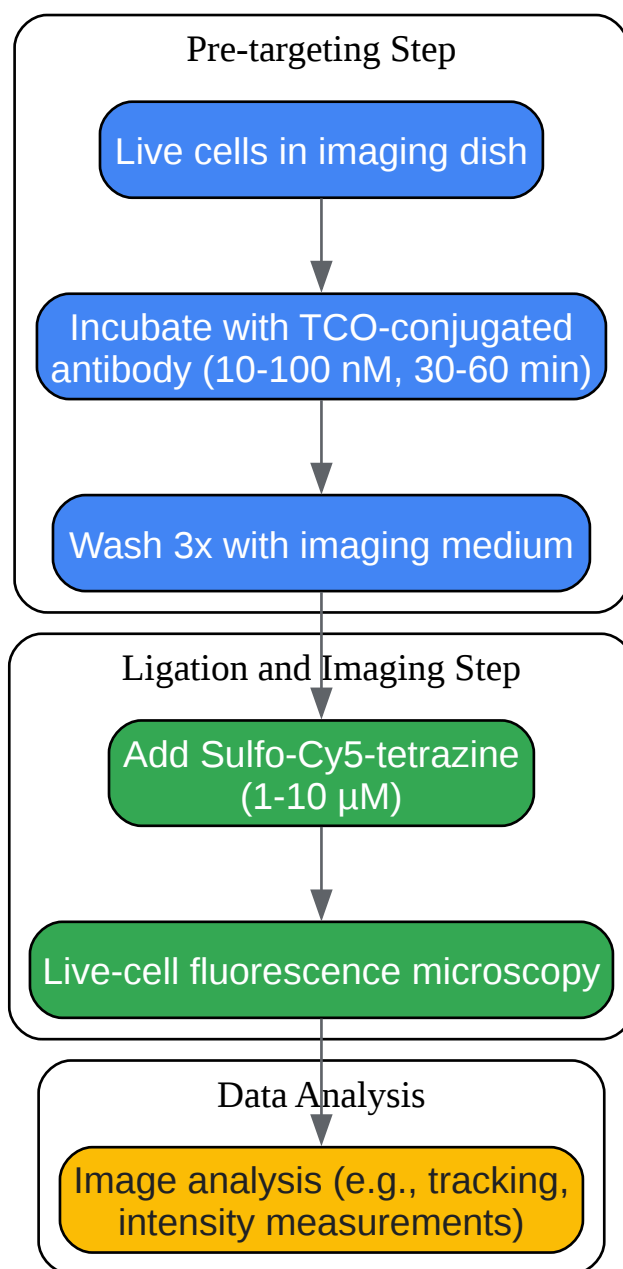 Pre-targeting Step
Live cells in imaging dish
Incubate with TCO-conjugated
antibody (10-100 nM, 30-60 min)
Wash 3x with imaging medium
Ligation and Imaging Step
Add Sulfo-Cy5-tetrazine
(1-10 µM)
Live-cell fluorescence microscopy
Data Analysis
Image analysis (e.g., tracking,
intensity measurements)